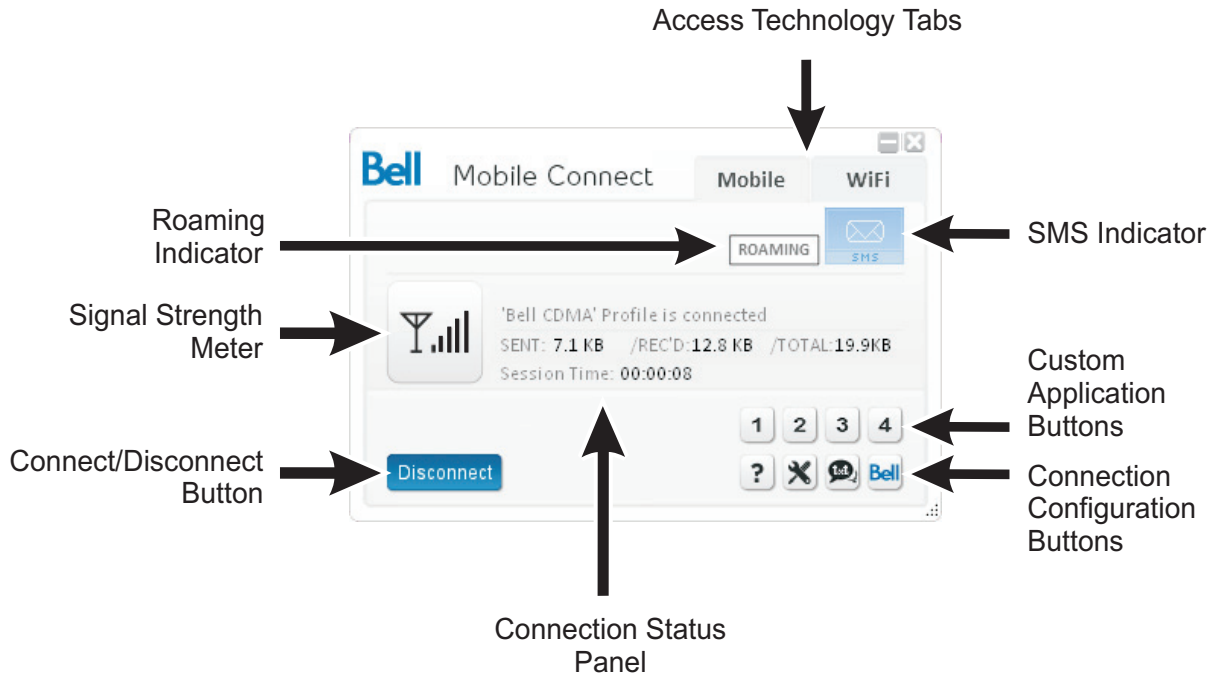 Access Technology Tabs
Bell Mobile Connect Mobile WiFi
Roaming
Indicator
ROAMING
SMS
SMS Indicator
Signal Strength
Meter
'Bell CDMA' Profile is connected
SENT: 7.1 KB /REC'D:12.8 KB /TOTAL:19.9KB
Session Time: 00:00:08
Custom
Application
Buttons
1 2 3 4
Connect/Disconnect
Button
Disconnect
? 1x1 Bell
Connection
Configuration
Buttons
Connection Status
Panel